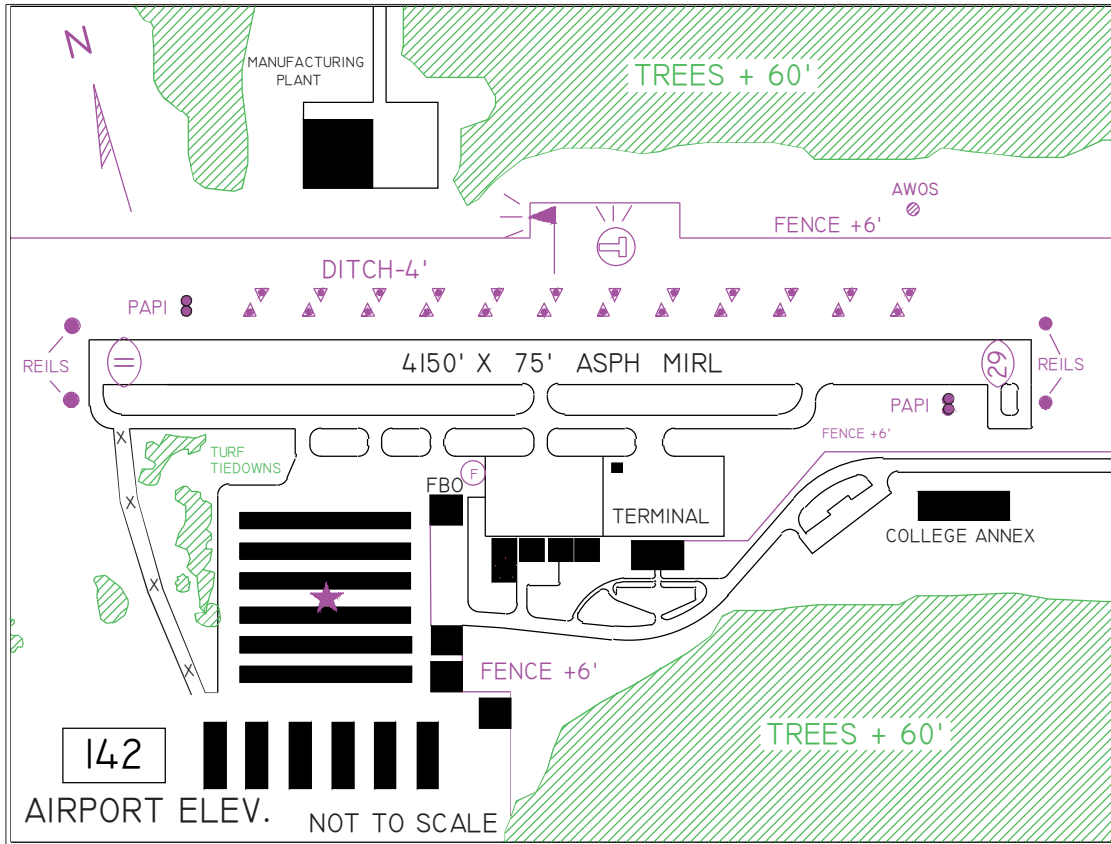 N
MANUFACTURING
PLANT
TREES + 60'
AWOS
FENCE +6'
T
DITCH-4'
PAPI
REILS
11
4150' X 75' ASPH MIRL
29
REILS
PAPI
FENCE +6'
TURF
TIEDOWNS
F
FBO
TERMINAL
COLLEGE ANNEX
X
X
X
X
FENCE +6'
TREES + 60'
142
AIRPORT ELEV.
NOT TO SCALE